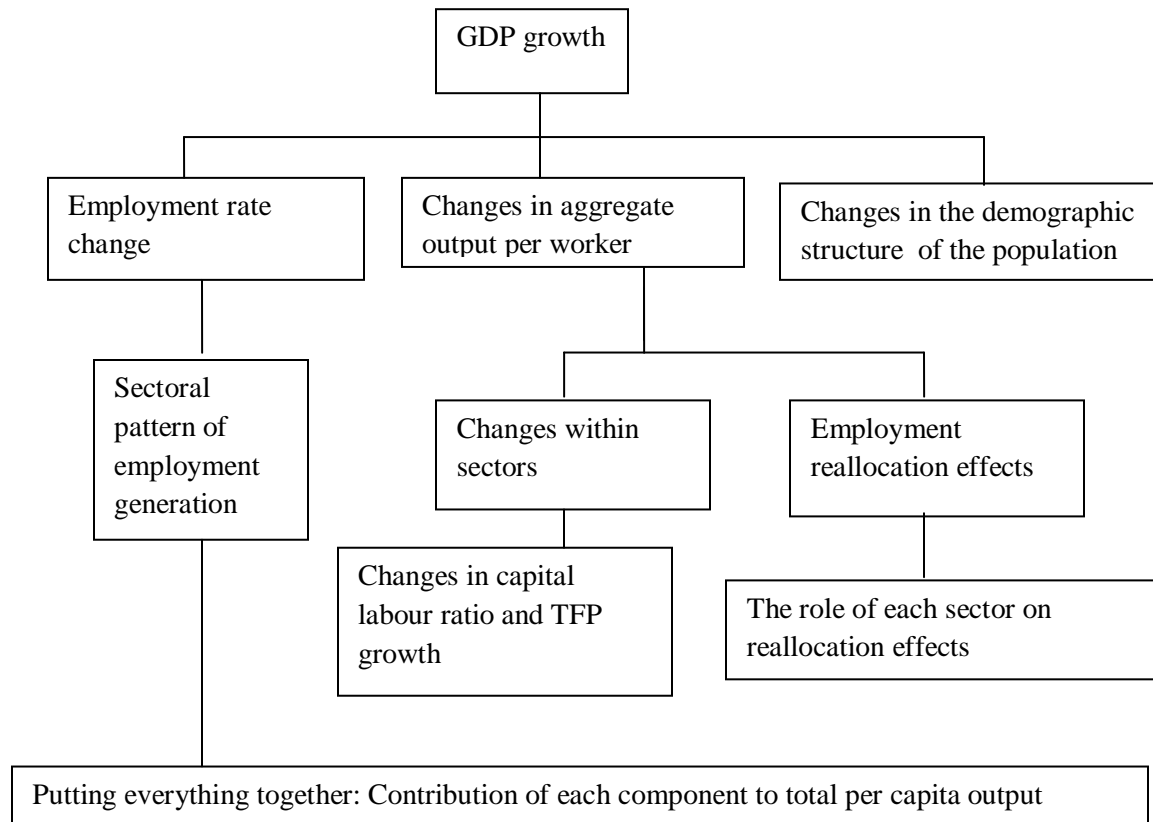 GDP growth
Employment rate
change
Changes in aggregate
output per worker
Changes in the demographic
structure of the population
Sectoral
pattern of
employment
generation
Changes within
sectors
Employment
reallocation effects
Changes in capital
labour ratio and TFP
growth
The role of each sector on
reallocation effects
Putting everything together: Contribution of each component to total per capita output